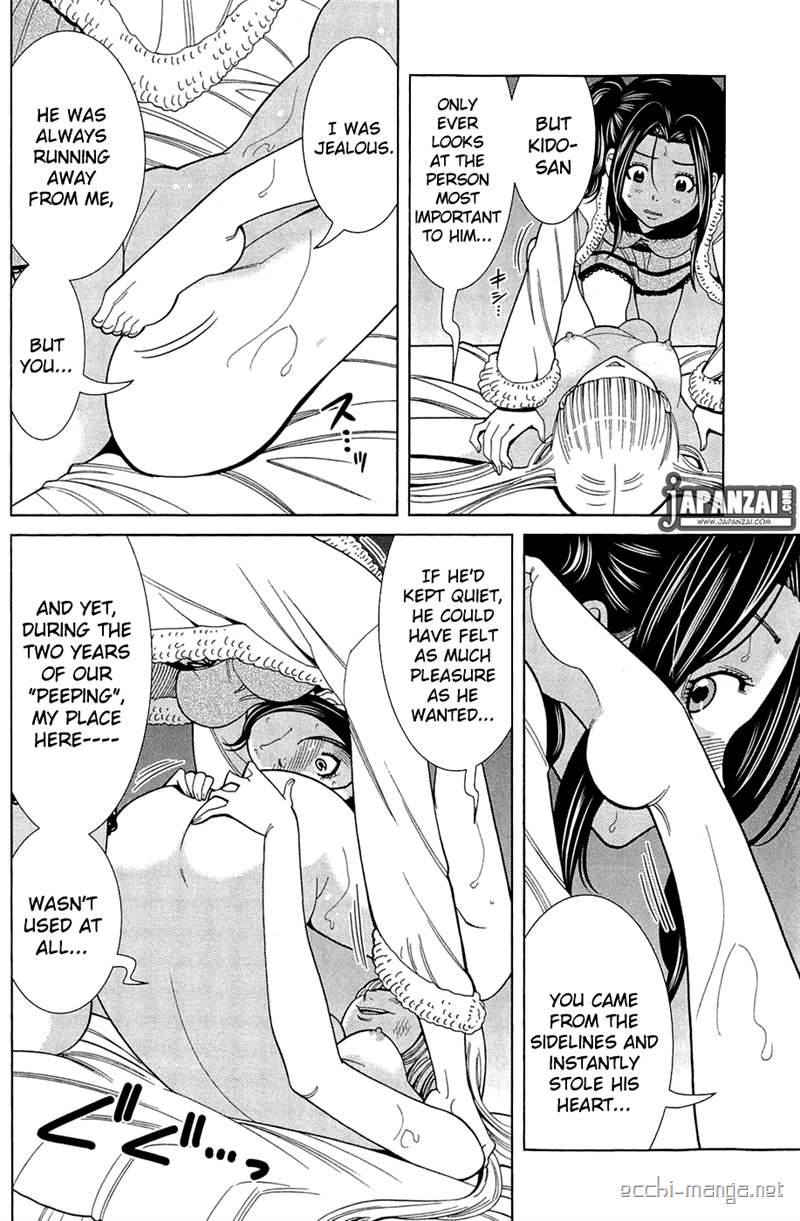 BUT
KIDO-
SAN
ONLY
EVER
LOOKS
AT THE
PERSON
MOST
IMPORTANT
TO HIM...
キシ...
I WAS
JEALOUS.
HE WAS
ALWAYS
RUNNING
AWAY
FROM ME,
BUT
YOU...
ス...
JAPANZAI.COM
WWW.JAPANZAI.COM
YOU CAME
FROM THE
SIDELINES AND
INSTANTLY
STOLE HIS
HEART...
IF HE'D
KEPT QUIET,
HE COULD
HAVE FELT
AS MUCH
PLEASURE
AS HE
WANTED...
AND YET,
DURING THE
TWO YEARS
OF OUR
"PEEPING",
MY PLACE
HERE----
WASN'T
USED AT
ALL...
ぐぐ...
ecchi-manga.net